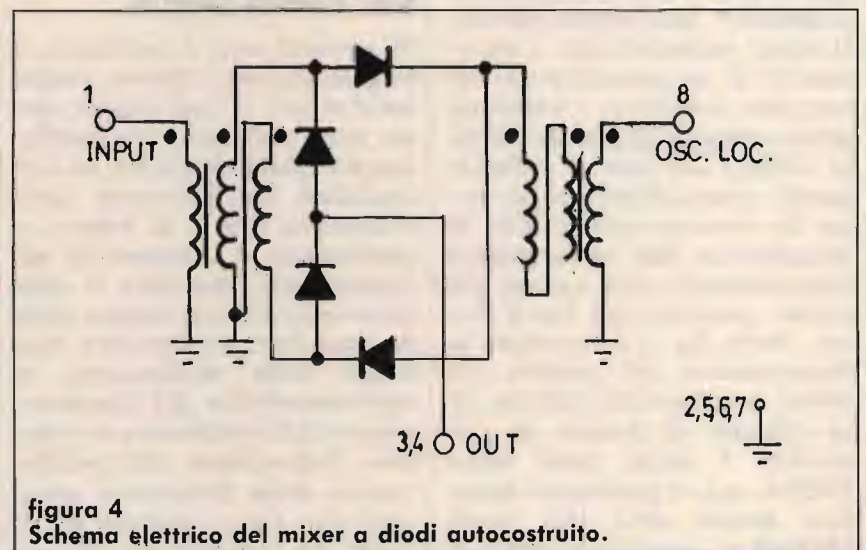 1
INPUT
8
OSC. LOC.
2,5,6,7
3,4 OUT
figura 4
Schema elettrico del mixer a diodi autocostruito.